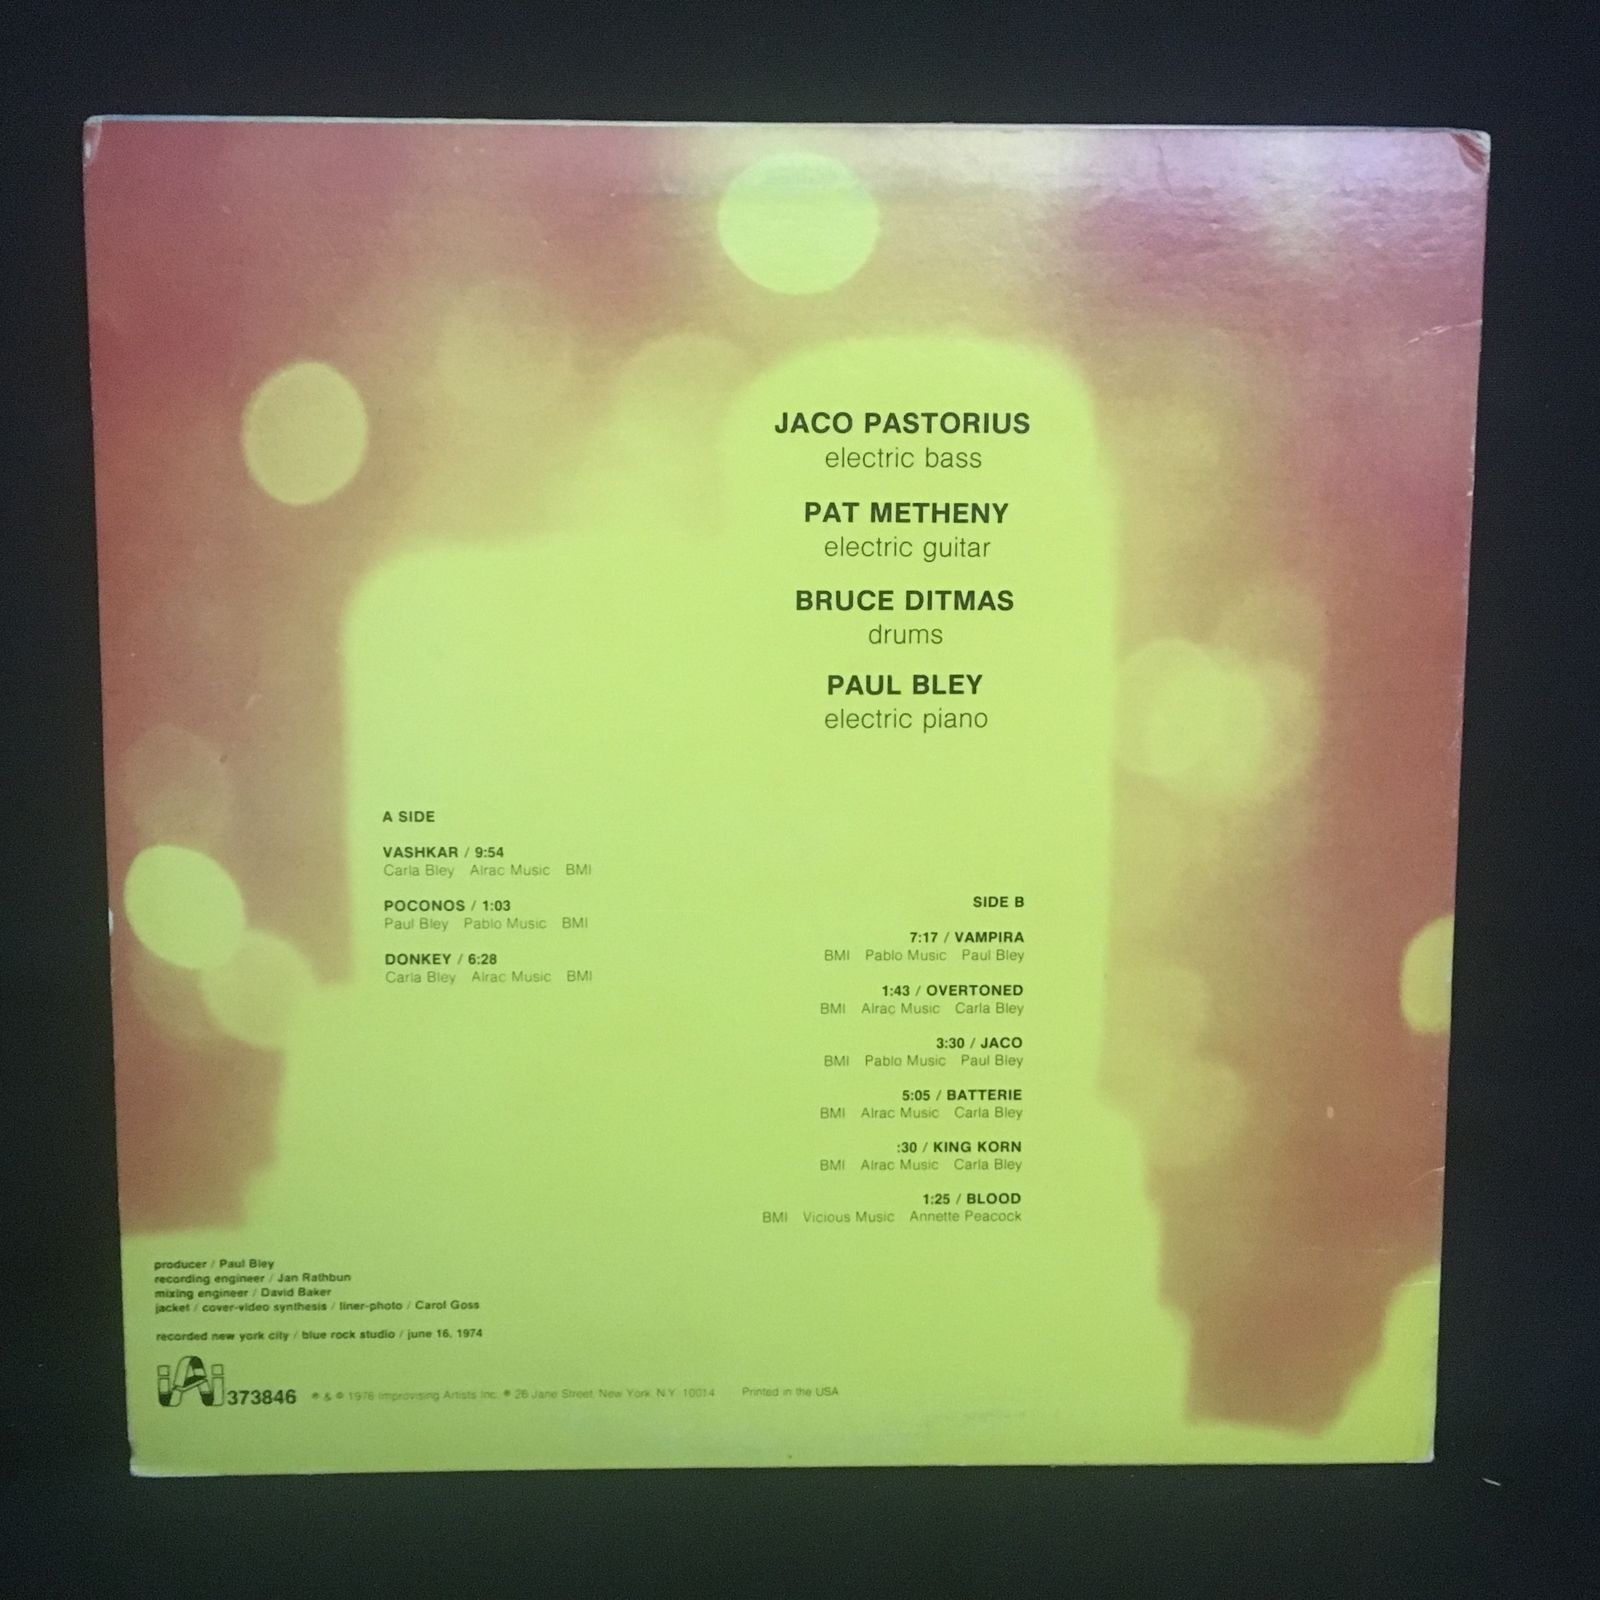 JACO PASTORIUS
electric bass
PAT METHENY
electric guitar
BRUCE DITMAS
drums
PAUL BLEY
electric piano
A SIDE
VASHKAR / 9:54
Carla Bley Alrac Music BMI
POCONOS / 1:03
Paul Bley Pablo Music BMI
DONKEY / 6:28
Carla Bley Alrac Music BMI
SIDE B
7:17 / VAMPIRA
BMI Pablo Music Paul Bley
1:43 / OVERTONED
BMI Alrac Music Carla Bley
3:30 / JACO
BMI Pablo Music Paul Bley
5:05 / BATTERIE
BMI Alrac Music Carla Bley
:30 / KING KORN
BMI Alrac Music Carla Bley
1:25 / BLOOD
BMI Vicious Music Annette Peacock
producer / Paul Bley
recording engineer / Jan Rathbun
mixing engineer / David Baker
jacket / cover-video synthesis / liner-photo / Carol Goss
recorded new york city / blue rock studio / june 16, 1974
iAi 373846 ℗ & © 1976 Improvising Artists Inc. • 26 Jane Street, New York, N.Y. 10014 Printed in the USA